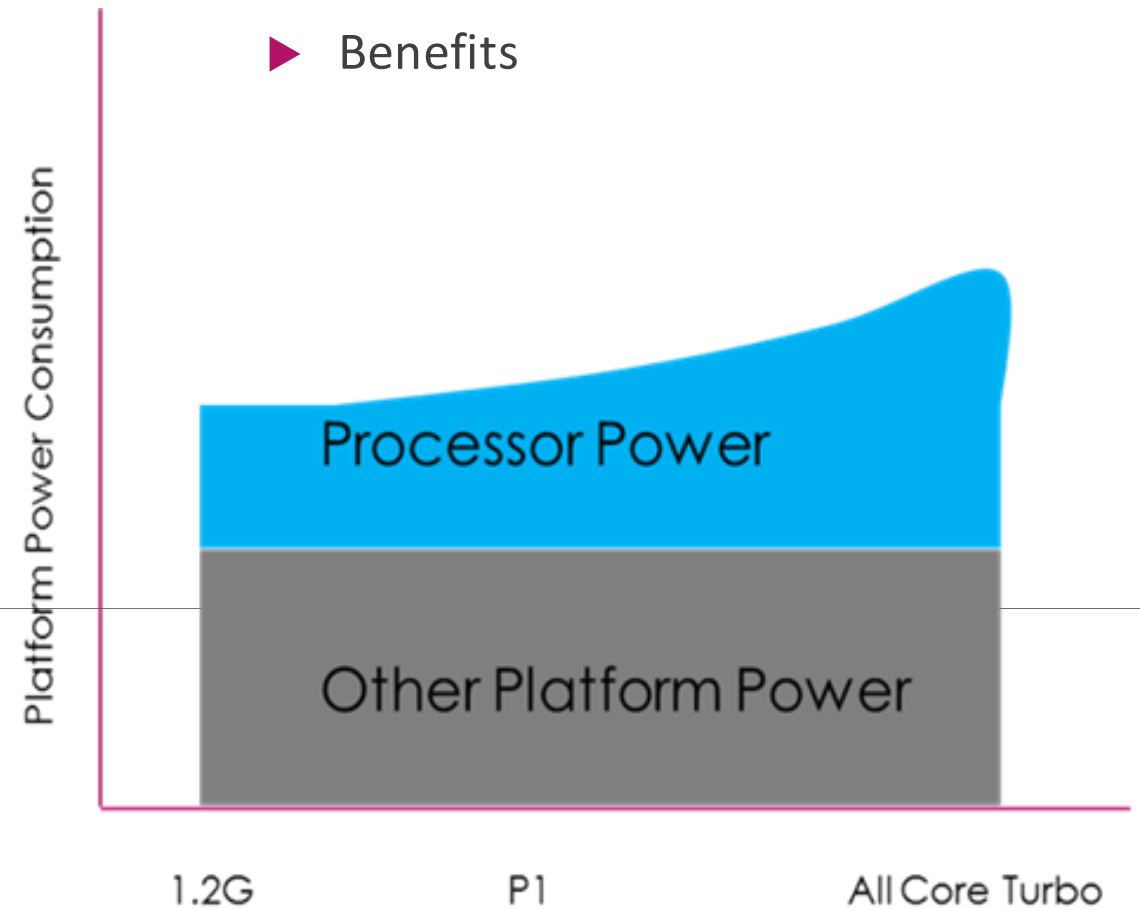 Benefits
Platform Power Consumption
Processor Power
Other Platform Power
1.2G P1 All Core Turbo